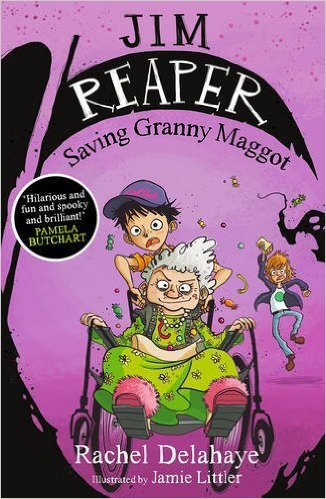 JIM
REAPER
Saving Granny Maggot
"Hilarious and
fun and spooky
and brilliant!"
PAMELA
BUTCHART
Rachel Delahaye
Illustrated by Jamie Littler